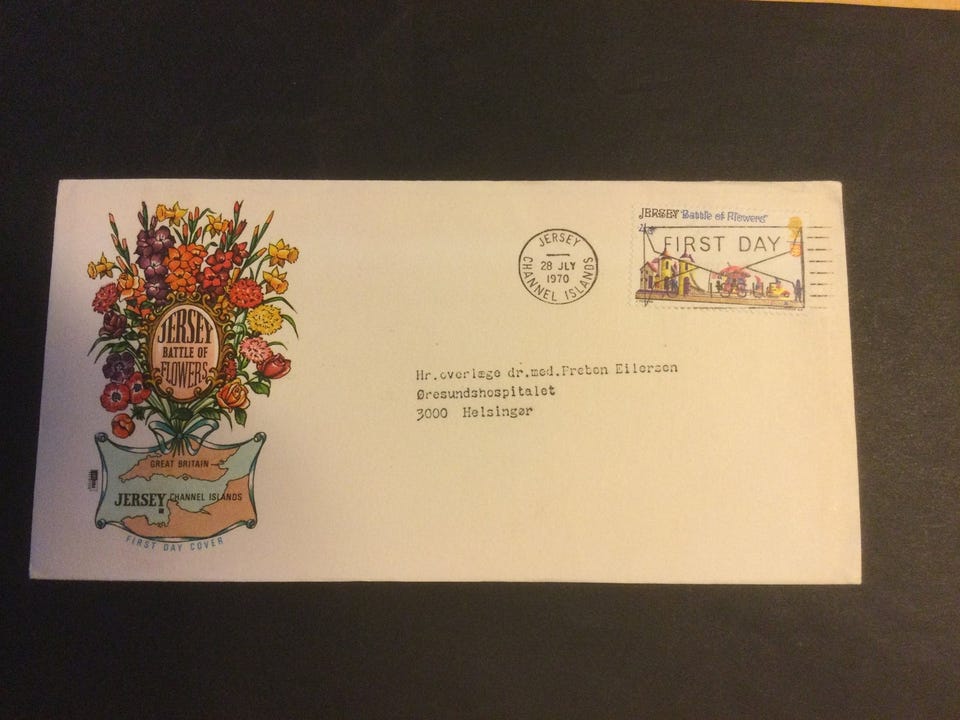 JERSEY
BATTLE OF
FLOWERS
GREAT BRITAIN
JERSEY CHANNEL ISLANDS
FIRST DAY COVER
JERSEY
28 JLY
1970
CHANNEL ISLANDS
JERSEY 'Battle of Flowers'
FIRST DAY
Hr.overlæge dr.med.Preben Eilersen
Øresundshospitalet
3000 Helsingør